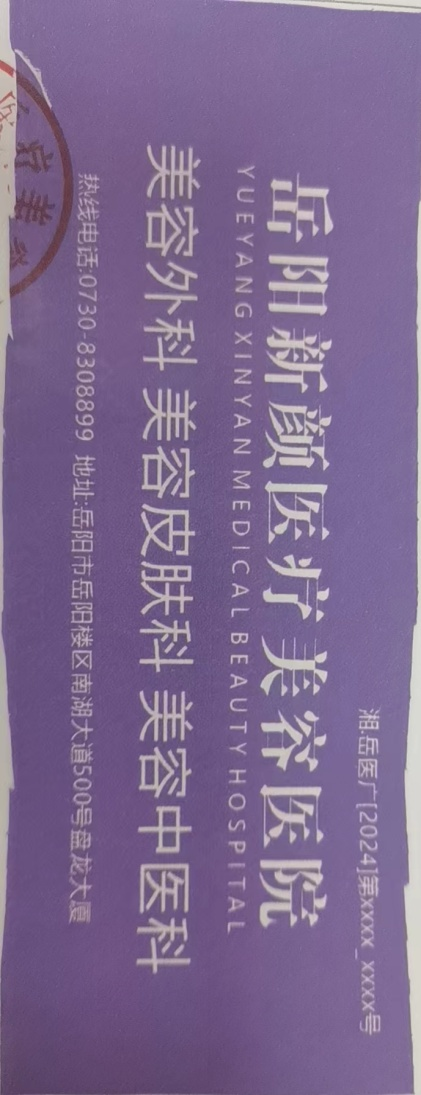 湘.岳医广[2024]第xxxx_xxxx号
岳阳新颜医疗美容医院
YUEYANG XINYAN MEDICAL BEAUTY HOSPITAL
美容外科 美容皮肤科 美容中医科
热线电话:0730-8308899 地址:岳阳市岳阳楼区南湖大道500号盘龙大厦
疗美容